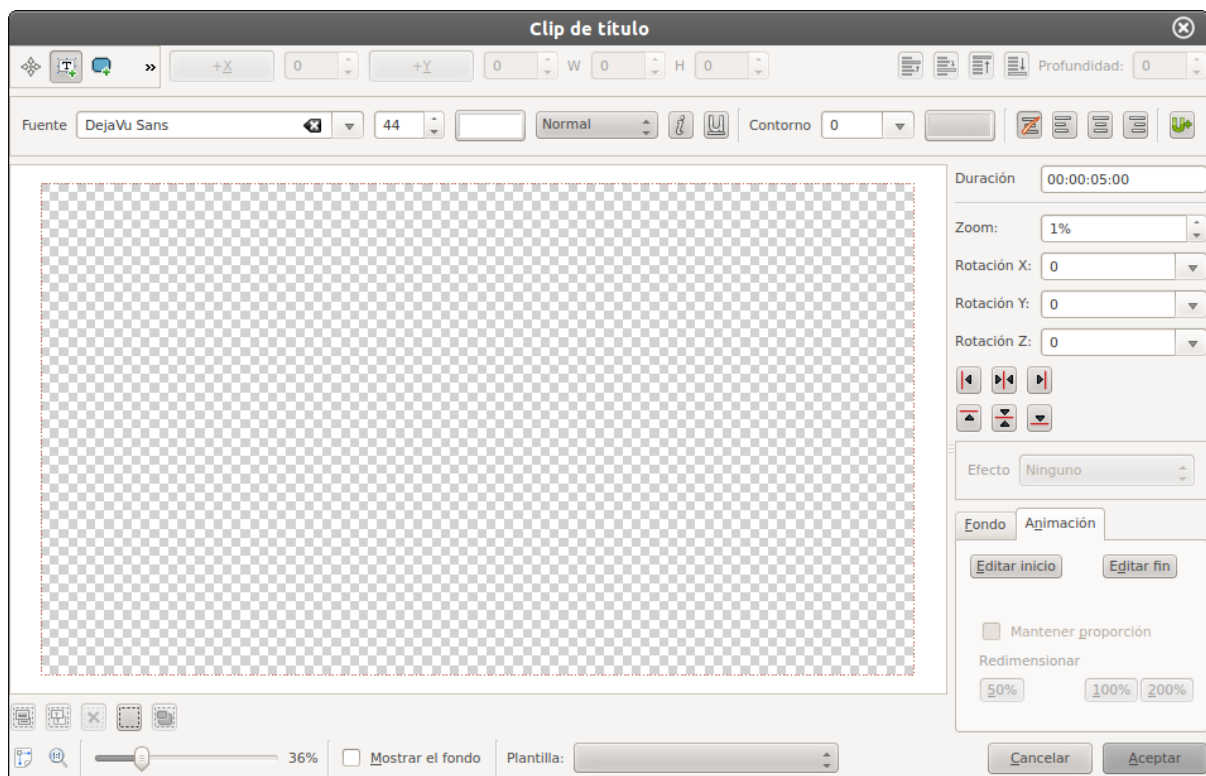 Clip de título
+X 0 +Y 0 W 0 H 0 Profundidad: 0
Fuente DejaVu Sans 44 Normal i U Contorno 0
Duración 00:00:05:00
Zoom: 1%
Rotación X: 0
Rotación Y: 0
Rotación Z: 0
Efecto Ninguno
Fondo Animación
Editar inicio Editar fin
Mantener proporción
Redimensionar
50% 100% 200%
36% Mostrar el fondo Plantilla: Cancelar Aceptar